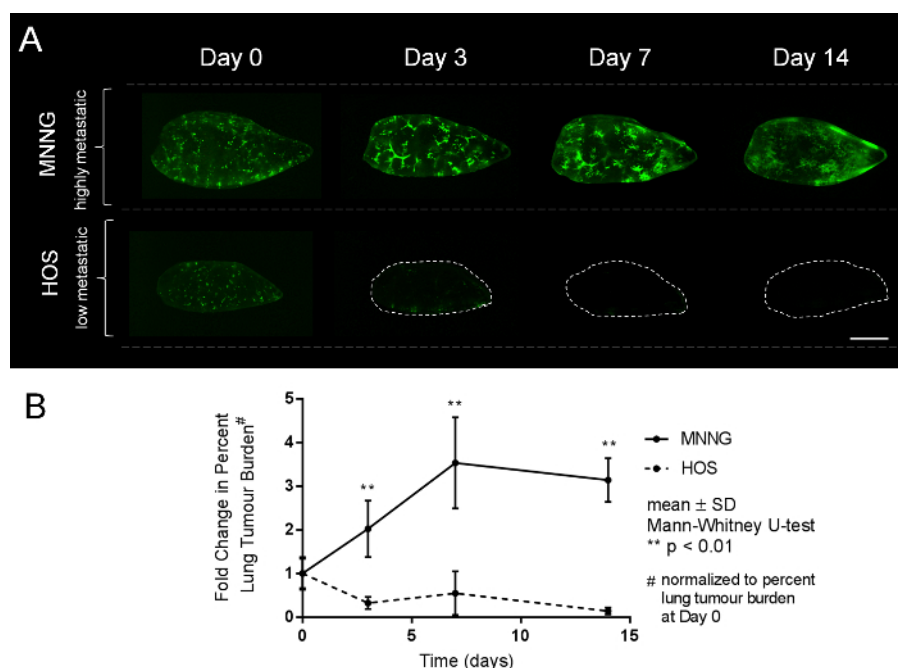 A
Day 0
Day 3
Day 7
Day 14
MNNG
highly metastatic
HOS
low metastatic
B
Fold Change in Percent
Lung Tumour Burden#
5
4
3
2
1
0
**
**
**
0
5
10
15
Time (days)
MNNG
HOS
mean ± SD
Mann-Whitney U-test
** p < 0.01
# normalized to percent
lung tumour burden
at Day 0